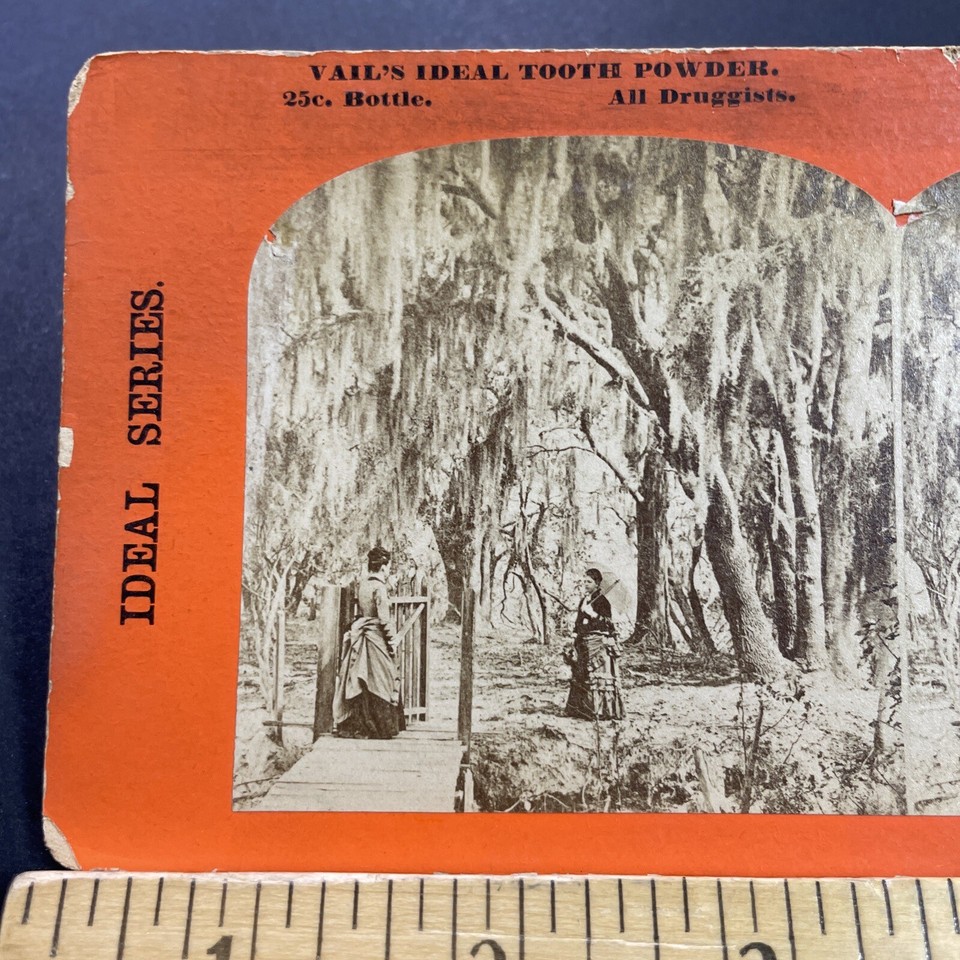 VAIL'S IDEAL TOOTH POWDER.
25c. Bottle. All Druggists.
IDEAL SERIES.
1 2 3